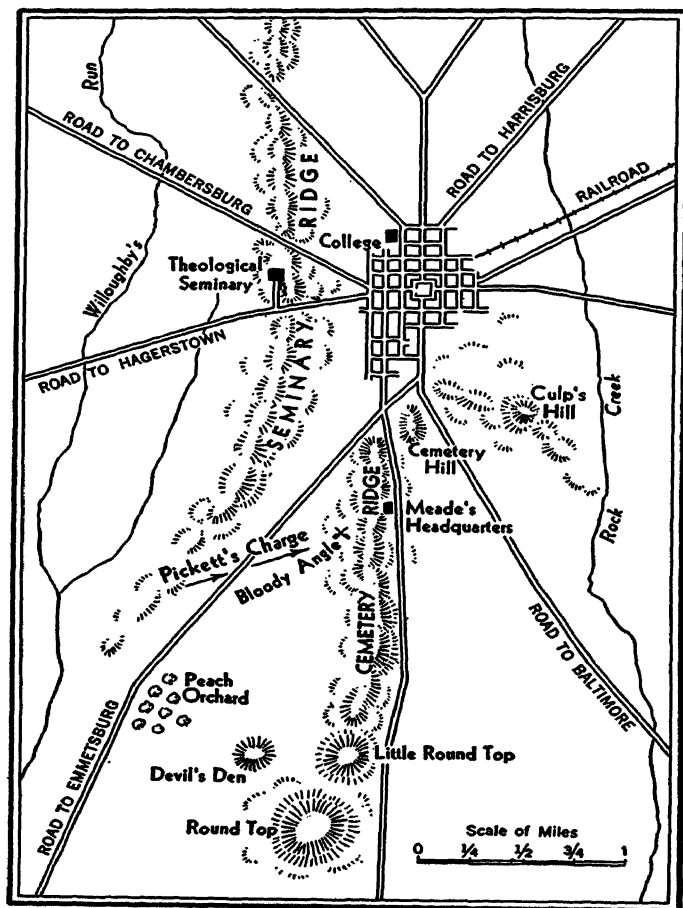 Run
ROAD TO CHAMBERSBURG
RIDGE
ROAD TO HARRISBURG
RAILROAD
College
Theological
Seminary
Willoughby's
ROAD TO HAGERSTOWN
SEMINARY
Culp's
Hill
Creek
Cemetery
Hill
RIDGE
Meade's
Headquarters
Rock
Pickett's Charge
Bloody Angle
X
CEMETERY
ROAD TO BALTIMORE
Peach
Orchard
ROAD TO EMMETSBURG
Devil's Den
Little Round Top
Round Top
Scale of Miles
0 1/4 1/2 3/4 1